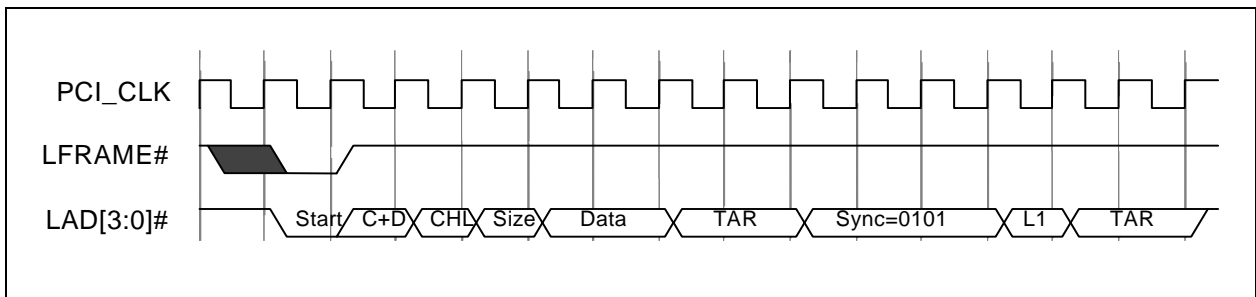 PCI_CLK
LFRAME#
LAD[3:0]# Start C+D CHL Size Data TAR Sync=0101 L1 TAR